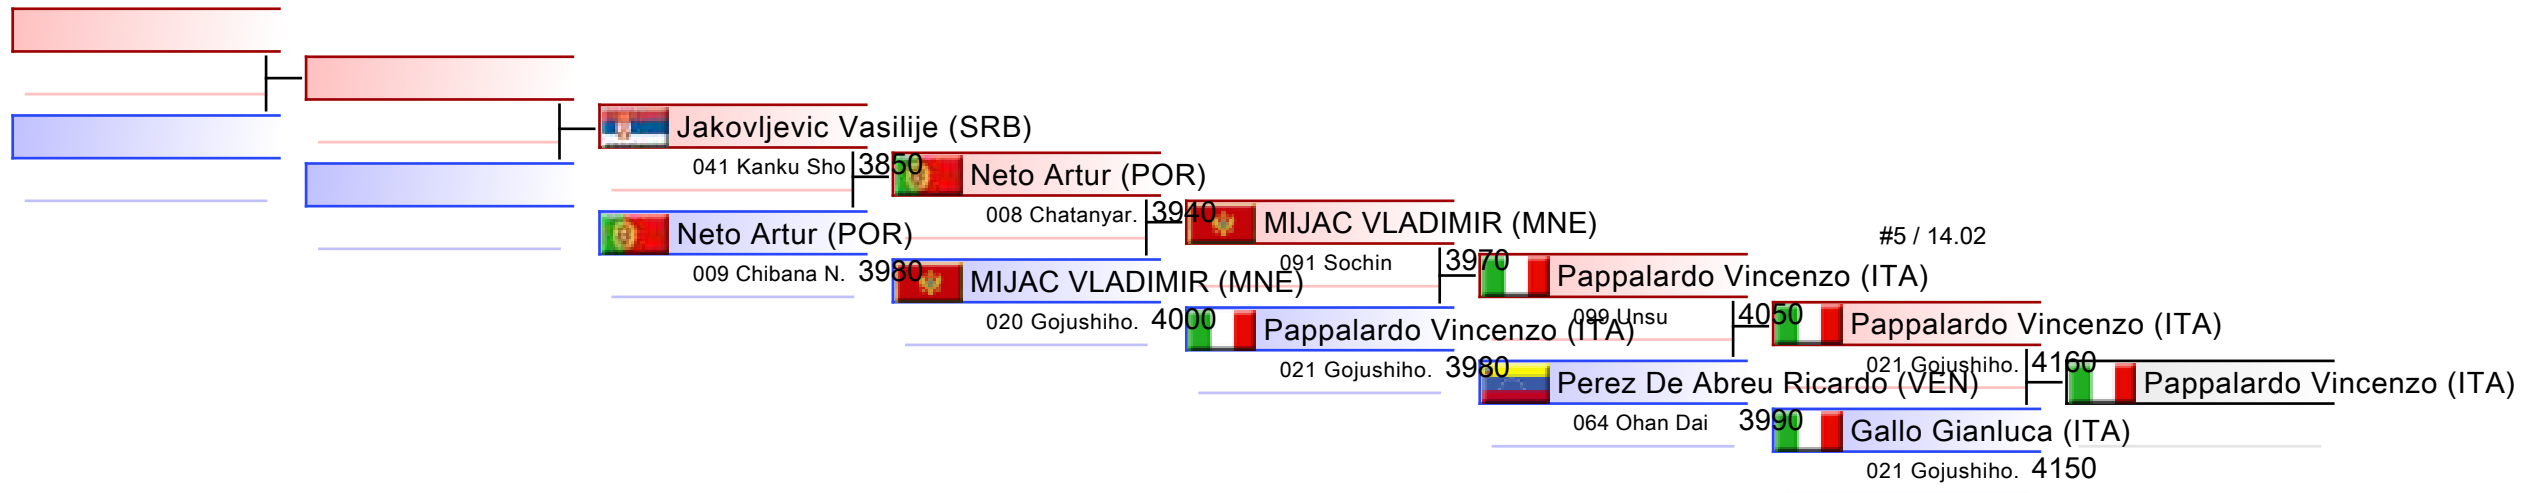 Jakovljevic Vasilije (SRB)
041 Kanku Sho 3850
Neto Artur (POR)
009 Chibana N. 3980
Neto Artur (POR)
008 Chatanyar. 3940
MIJAC VLADIMIR (MNE)
020 Gojushiho. 4000
MIJAC VLADIMIR (MNE)
091 Sochin 3970
Pappalardo Vincenzo (ITA)
021 Gojushiho. 3980
Pappalardo Vincenzo (ITA)
099 Unsu 4050
Perez De Abreu Ricardo (VEN)
064 Ohan Dai 3990
#5 / 14.02
Pappalardo Vincenzo (ITA)
021 Gojushiho. 4160
Gallo Gianluca (ITA)
021 Gojushiho. 4150
Pappalardo Vincenzo (ITA)